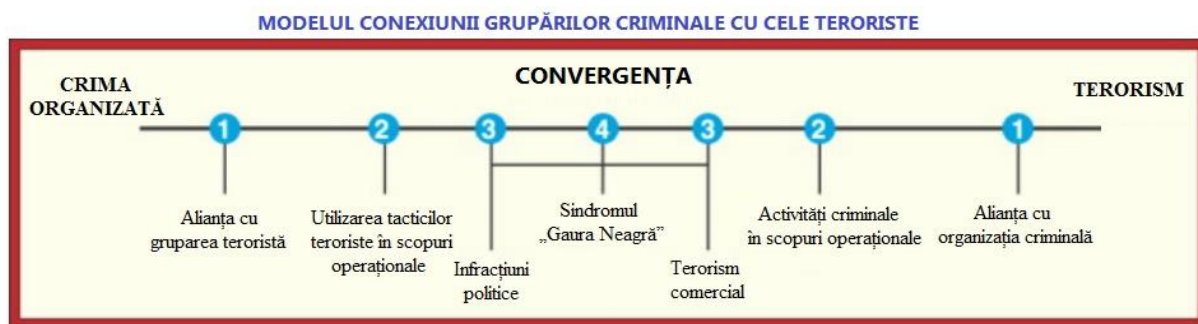 MODELUL CONEXIUNII GRUPĂRILOR CRIMINALE CU CELE TERORISTE
CONVERGENȚA
CRIMA
ORGANIZATĂ
TERORISM
1
2
3
4
3
2
1
Alianța cu
gruparea teroristă
Utilizarea tacticilor
teroriste în scopuri
operaționale
Infracțiuni
politice
Sindromul
„Gaura Neagră”
Terorism
comercial
Activități criminale
în scopuri operaționale
Alianța cu
organizația criminală